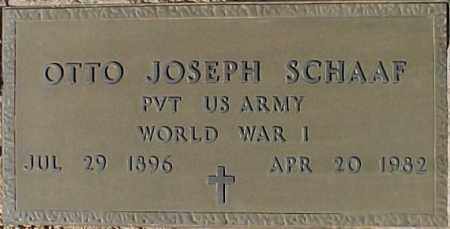 OTTO JOSEPH SCHAAF
PVT US ARMY
WORLD WAR I
JUL 29 1896 APR 20 1982